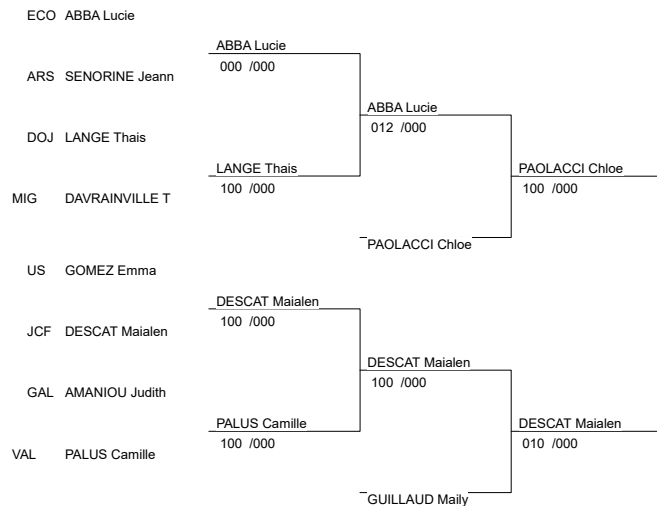 ECO ABBA Lucie
ABBA Lucie
000 /000
ARS SENORINE Jeann
ABBA Lucie
012 /000
DOJ LANGE Thais
LANGE Thais
100 /000
PAOLACCI Chloe
100 /000
MIG DAVRAINVILLE T
PAOLACCI Chloe
US GOMEZ Emma
DESCAT Maialen
100 /000
JCF DESCAT Maialen
DESCAT Maialen
100 /000
GAL AMANIOU Judith
PALUS Camille
100 /000
DESCAT Maialen
010 /000
VAL PALUS Camille
GUILLAUD Maily